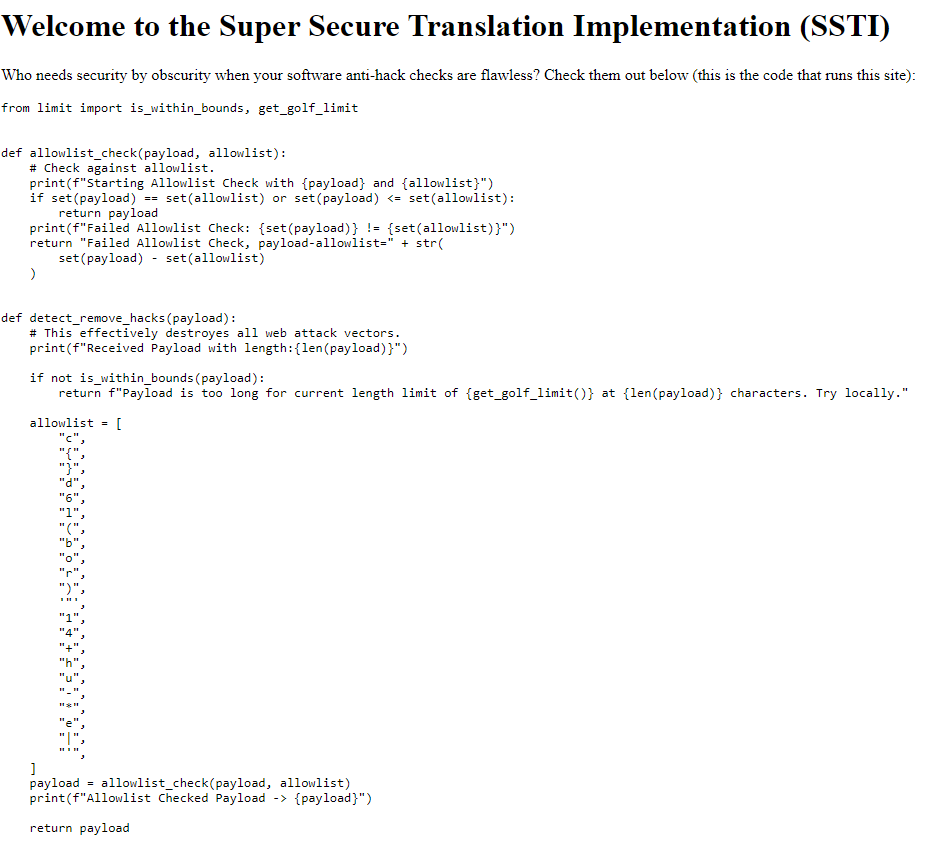 Welcome to the Super Secure Translation Implementation (SSTI)
Who needs security by obscurity when your software anti-hack checks are flawless? Check them out below (this is the code that runs this site):
from limit import is_within_bounds, get_golf_limit
def allowlist_check(payload, allowlist):
    # Check against allowlist.
    print(f"Starting Allowlist Check with {payload} and {allowlist}")
    if set(payload) == set(allowlist) or set(payload) <= set(allowlist):
        return payload
    print(f"Failed Allowlist Check: {set(payload)} != {set(allowlist)}")
    return "Failed Allowlist Check, payload-allowlist=" + str(
        set(payload) - set(allowlist)
    )
def detect_remove_hacks(payload):
    # This effectively destroyes all web attack vectors.
    print(f"Received Payload with length:{len(payload)}")
    if not is_within_bounds(payload):
        return f"Payload is too long for current length limit of {get_golf_limit()} at {len(payload)} characters. Try locally."
    allowlist = [
        "c",
        "{",
        "}",
        "d",
        "6",
        "l",
        "(",
        "b",
        "o",
        "r",
        ")",
        '"',
        "1",
        "4",
        "+",
        "h",
        "u",
        "-",
        "*",
        "e",
        "|",
        "'",
    ]
    payload = allowlist_check(payload, allowlist)
    print(f"Allowlist Checked Payload -> {payload}")
    return payload